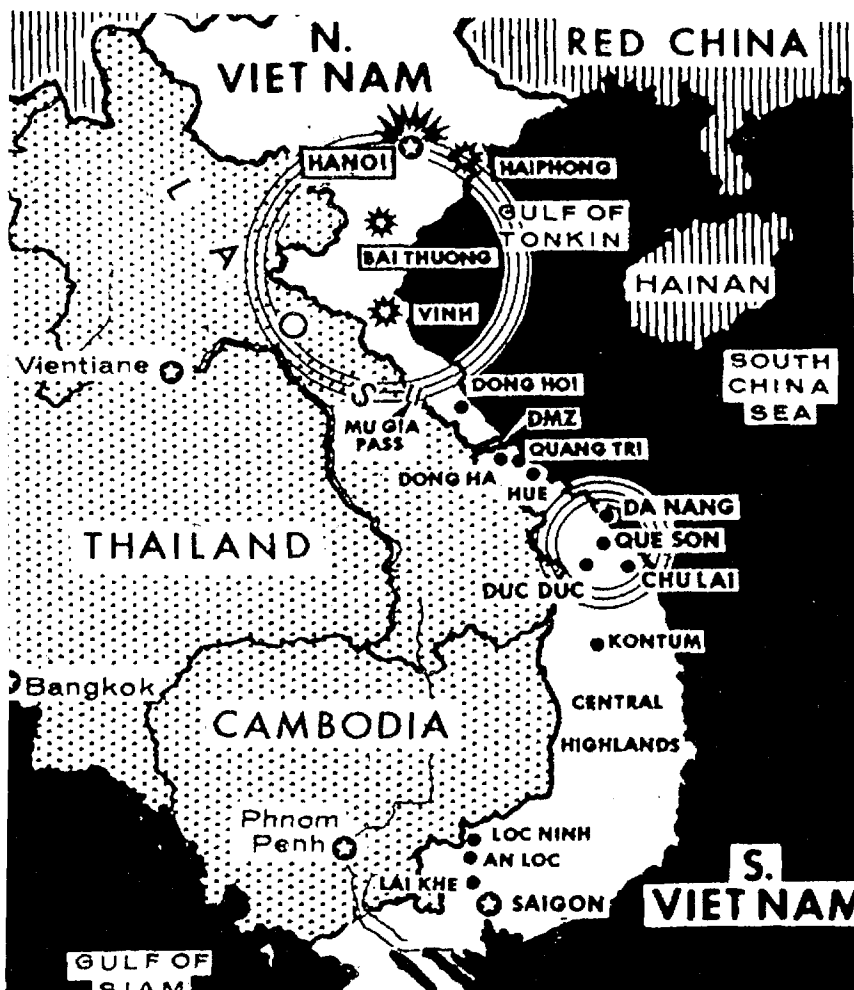 N.
VIET NAM
RED CHINA
HANOI
HAIPHONG
L
A
O
S
GULF OF
TONKIN
BAI THUONG
HAINAN
VINH
Vientiane
SOUTH
CHINA
SEA
DONG HOI
MU GIA
PASS
DMZ
QUANG TRI
DONG HA
HUE
DA NANG
THAILAND
QUE SON
DUC DUC
CHU LAI
KONTUM
Bangkok
CENTRAL
HIGHLANDS
CAMBODIA
Phnom
Penh
LOC NINH
AN LOC
LAI KHE
SAIGON
S.
VIET NAM
GULF OF
SIAM